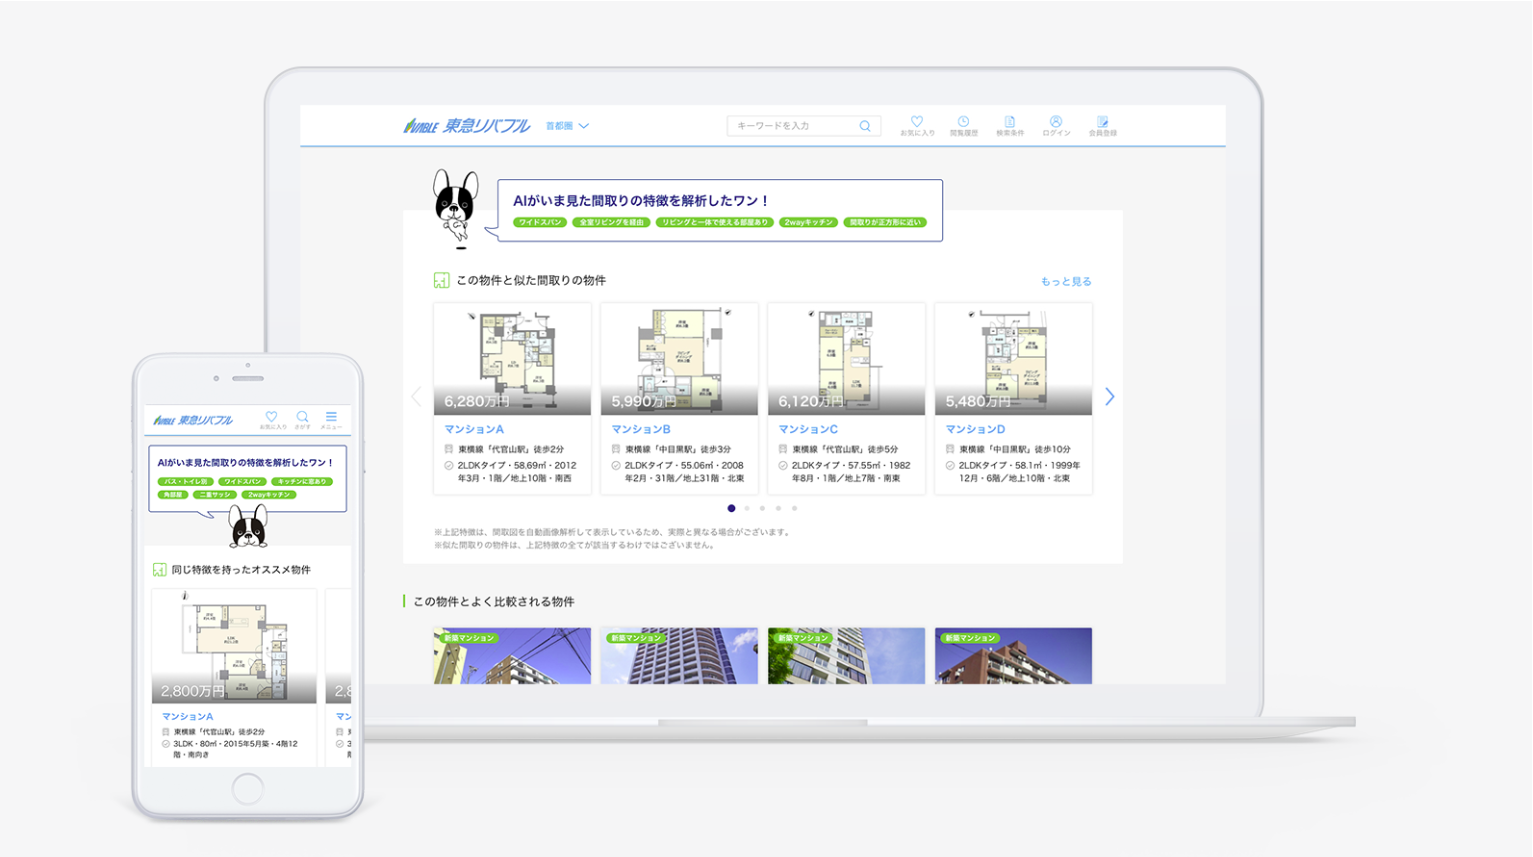 LIVABLE 東急リバブル 首都圏
キーワードを入力
お気に入り 閲覧履歴 検索条件 ログイン 会員登録
AIがいま見た間取りの特徴を解析したワン！
ワイドスパン 全室リビングを経由 リビングと一体で使える部屋あり 2wayキッチン 間取りが正方形に近い
この物件と似た間取りの物件
もっと見る
6,280万円
マンションA
東横線「代官山駅」徒歩2分
2LDKタイプ・58.69㎡・2012
年3月・1階／地上10階・南西
5,990万円
マンションB
東横線「中目黒駅」徒歩3分
2LDKタイプ・55.06㎡・2008
年2月・31階／地上31階・北東
6,120万円
マンションC
東横線「代官山駅」徒歩5分
2LDKタイプ・57.55㎡・1982
年8月・1階／地上7階・南東
5,480万円
マンションD
東横線「中目黒駅」徒歩10分
2LDKタイプ・58.1㎡・1999年
12月・6階／地上10階・北東
※上記特徴は、間取図を自動画像解析して表示しているため、実際と異なる場合がございます。
※似た間取りの物件は、上記特徴の全てが該当するわけではございません。
この物件とよく比較される物件
新築マンション
新築マンション
新築マンション
新築マンション
LIVABLE 東急リバブル
お気に入り さがす メニュー
AIがいま見た間取りの特徴を解析したワン！
バス・トイレ別 ワイドスパン キッチンに窓あり
角部屋 二重サッシ 2wayキッチン
同じ特徴を持ったオススメ物件
2,800万円
マンションA
東横線「代官山駅」徒歩2分
3LDK・80㎡・2015年5月築・4階12
階・南向き
2,8
マン